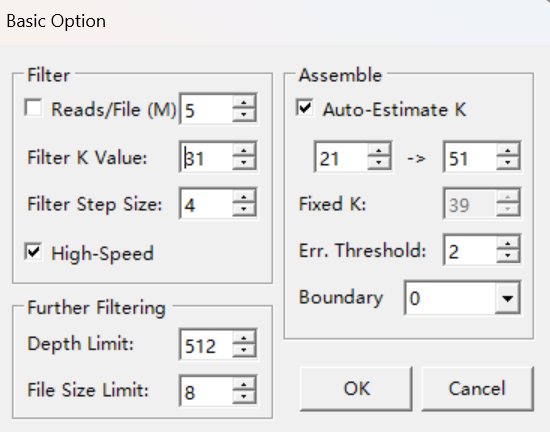 Basic Option
Filter
Reads/File (M) 5
Filter K Value: 31
Filter Step Size: 4
High-Speed
Further Filtering
Depth Limit: 512
File Size Limit: 8
Assemble
Auto-Estimate K
21 -> 51
Fixed K: 39
Err. Threshold: 2
Boundary 0
OK Cancel